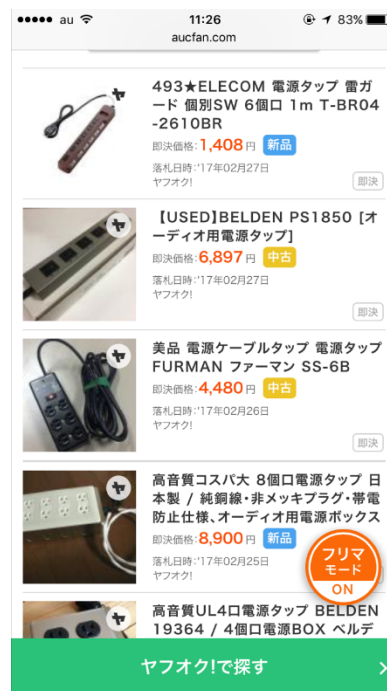 au 11:26 83%
aucfan.com
493★ELECOM 電源タップ 雷ガ
ード 個別SW 6個口 1m T-BR04
-2610BR
即決価格:1,408円 新品
落札日時:'17年02月27日
ヤフオク!
即決
【USED】BELDEN PS1850 [オ
ーディオ用電源タップ]
即決価格:6,897円 中古
落札日時:'17年02月27日
ヤフオク!
即決
美品 電源ケーブルタップ 電源タップ
FURMAN ファーマン SS-6B
即決価格:4,480円 中古
落札日時:'17年02月26日
ヤフオク!
即決
高音質コスパ大 8個口電源タップ 日
本製 / 純銅線・非メッキプラグ・帯電
防止仕様、オーディオ用電源ボックス
即決価格:8,900円 新品
落札日時:'17年02月25日
ヤフオク!
フリマ
モード
ON
高音質UL4口電源タップ BELDEN
19364 / 4個口電源BOX ベルデ
ヤフオク!で探す